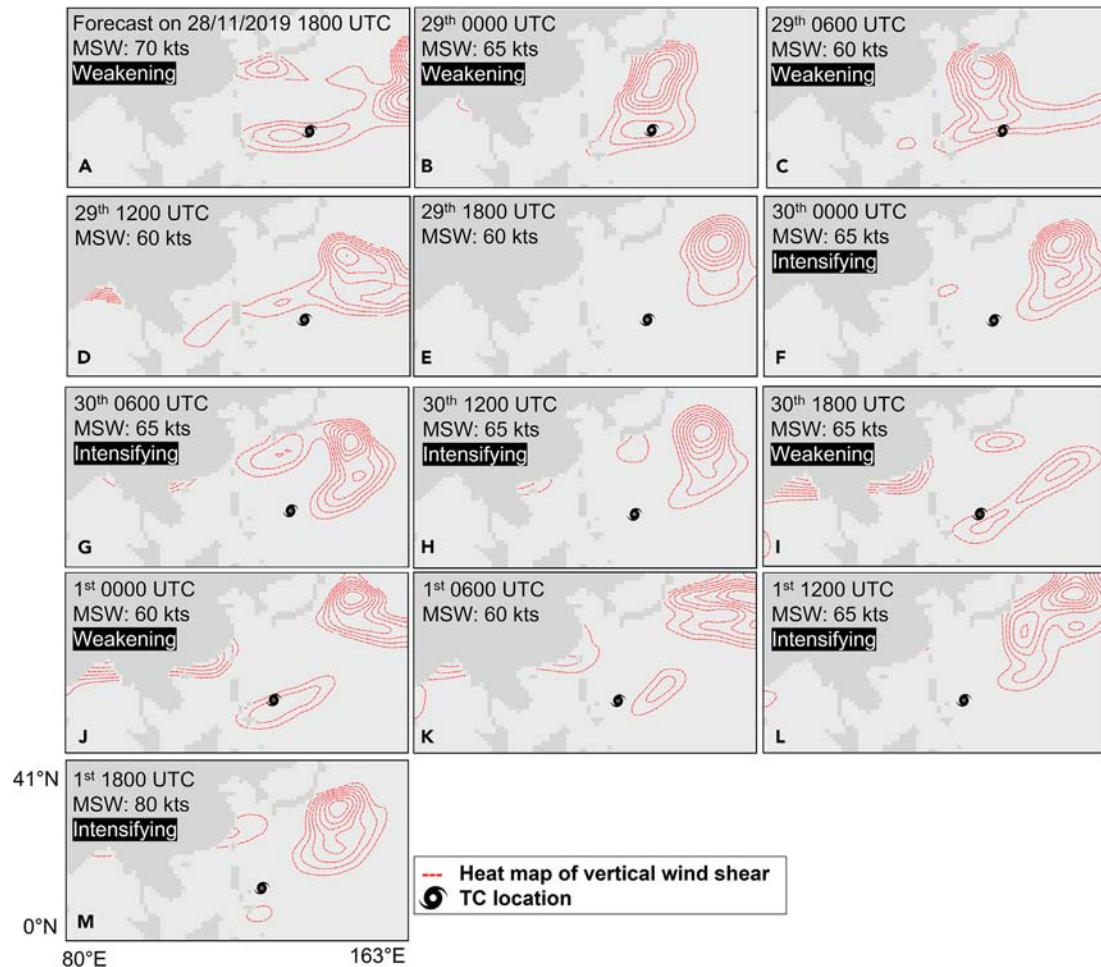 Forecast on 28/11/2019 1800 UTC
MSW: 70 kts
Weakening
A
29th 0000 UTC
MSW: 65 kts
Weakening
B
29th 0600 UTC
MSW: 60 kts
Weakening
C
29th 1200 UTC
MSW: 60 kts
D
29th 1800 UTC
MSW: 60 kts
E
30th 0000 UTC
MSW: 65 kts
Intensifying
F
30th 0600 UTC
MSW: 65 kts
Intensifying
G
30th 1200 UTC
MSW: 65 kts
Intensifying
H
30th 1800 UTC
MSW: 65 kts
Weakening
I
1st 0000 UTC
MSW: 60 kts
Weakening
J
1st 0600 UTC
MSW: 60 kts
K
1st 1200 UTC
MSW: 65 kts
Intensifying
L
41°N
1st 1800 UTC
MSW: 80 kts
Intensifying
M
0°N
80°E
163°E
Heat map of vertical wind shear
TC location